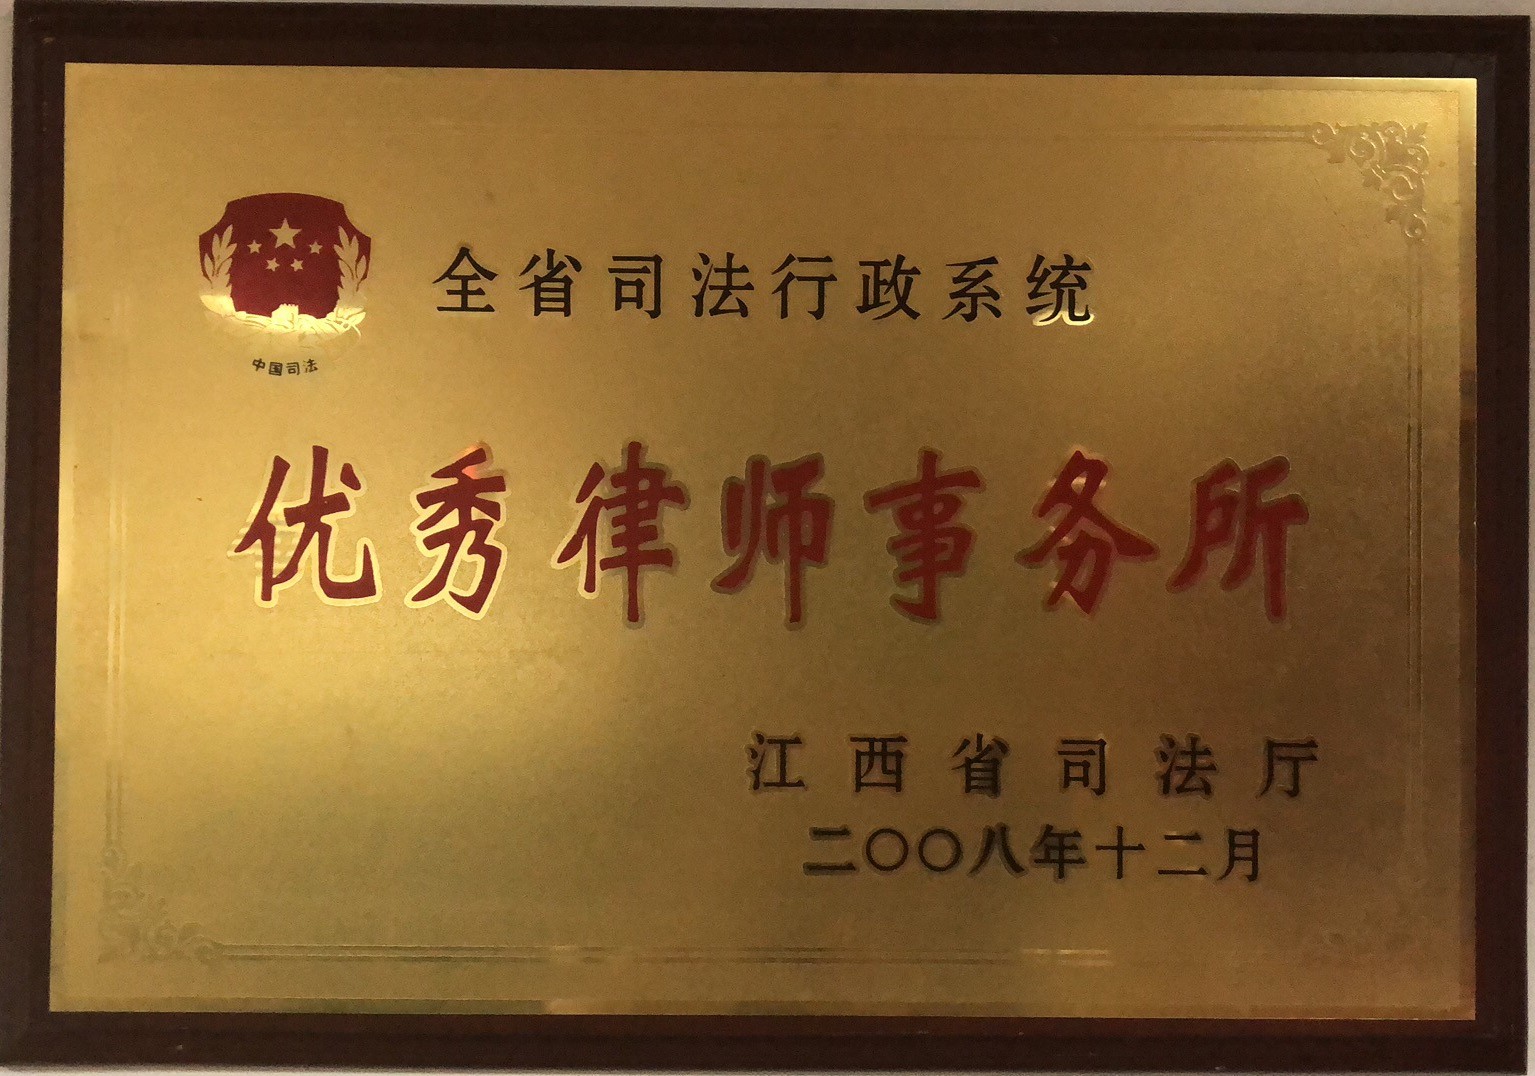 全省司法行政系统
中国司法
优秀律师事务所
江西省司法厅
二〇〇八年十二月